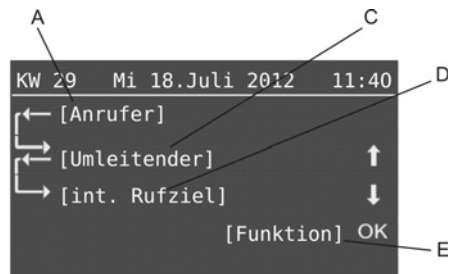 A
C
KW 29 Mi 18.Juli 2012 11:40
D
[Anrufer]
[Umleitender]
[int. Rufziel]
[Funktion] OK
E